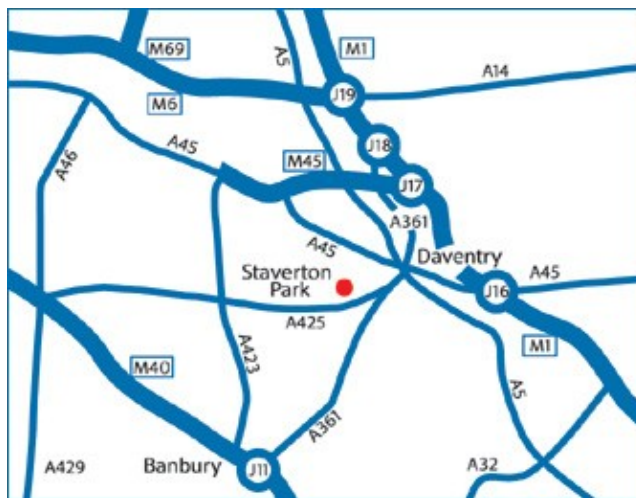 M69
A5
M1
A14
M6
J19
J18
A45
M45
J17
A46
A361
A45
Daventry
Staverton
Park
A45
J16
A425
M1
A423
M40
A5
A361
A429
Banbury
J11
A32